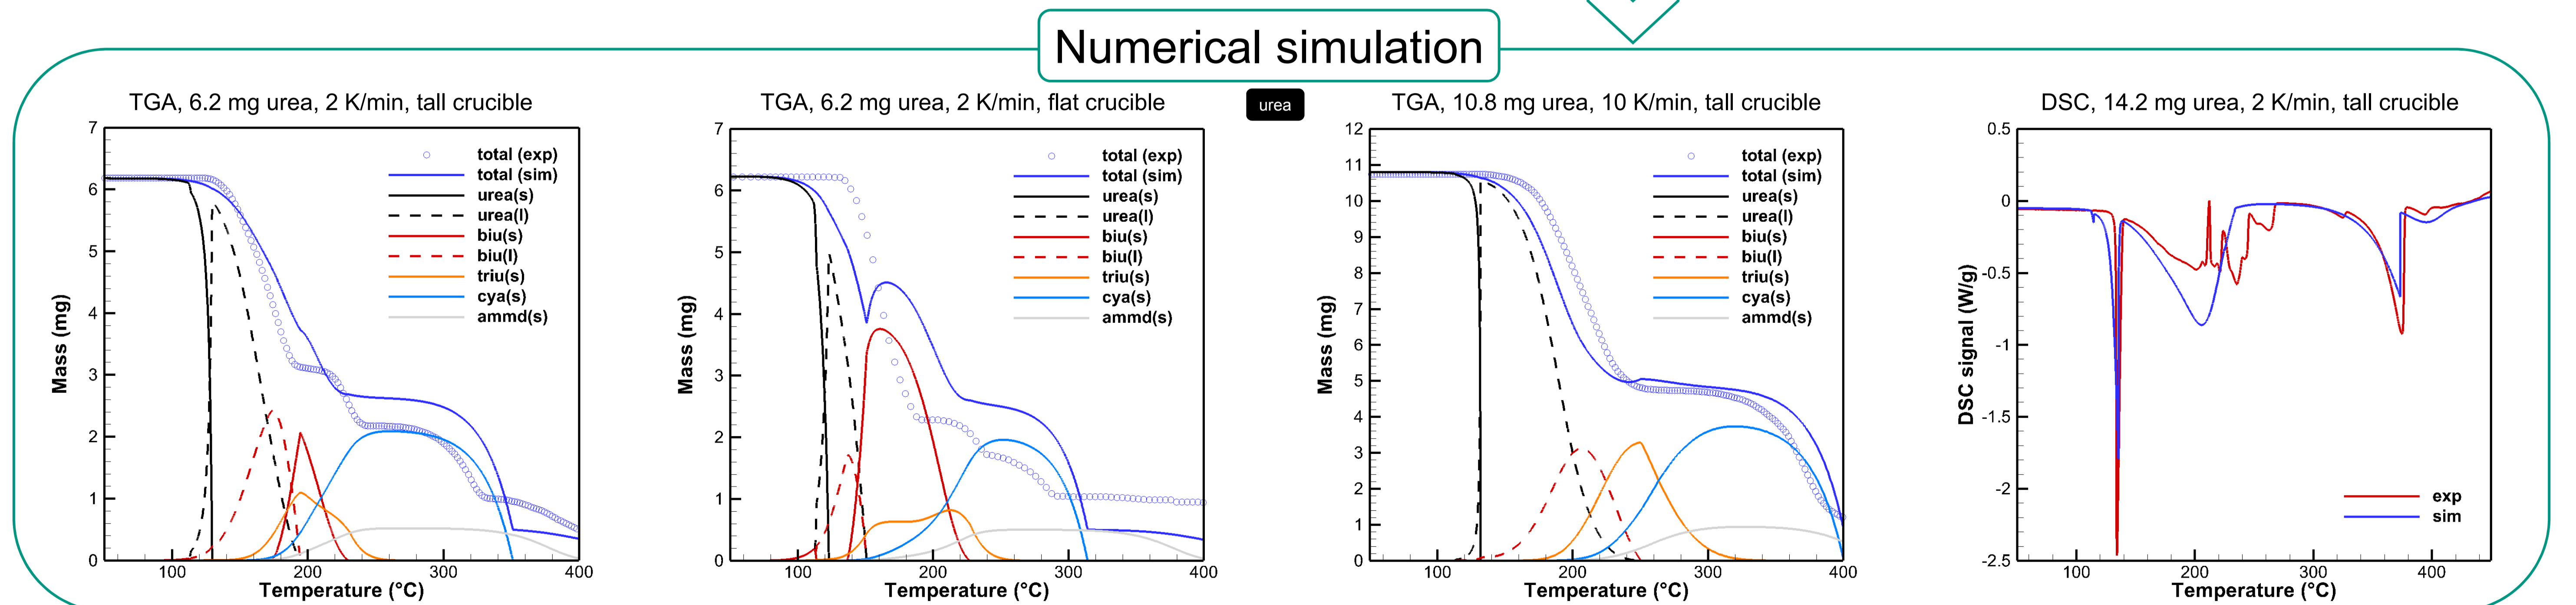 Numerical simulation
TGA, 6.2 mg urea, 2 K/min, tall crucible
7
6
5
4
3
2
1
0
Mass (mg)
100
200
300
400
Temperature (°C)
total (exp)
total (sim)
urea(s)
urea(l)
biu(s)
biu(l)
triu(s)
cya(s)
ammd(s)
TGA, 6.2 mg urea, 2 K/min, flat crucible
7
6
5
4
3
2
1
0
Mass (mg)
100
200
300
400
Temperature (°C)
total (exp)
total (sim)
urea(s)
urea(l)
biu(s)
biu(l)
triu(s)
cya(s)
ammd(s)
urea
TGA, 10.8 mg urea, 10 K/min, tall crucible
12
11
10
9
8
7
6
5
4
3
2
1
0
Mass (mg)
100
200
300
400
Temperature (°C)
total (exp)
total (sim)
urea(s)
urea(l)
biu(s)
biu(l)
triu(s)
cya(s)
ammd(s)
DSC, 14.2 mg urea, 2 K/min, tall crucible
0.5
0
-0.5
-1
-1.5
-2
-2.5
DSC signal (W/g)
100
200
300
400
Temperature (°C)
exp
sim